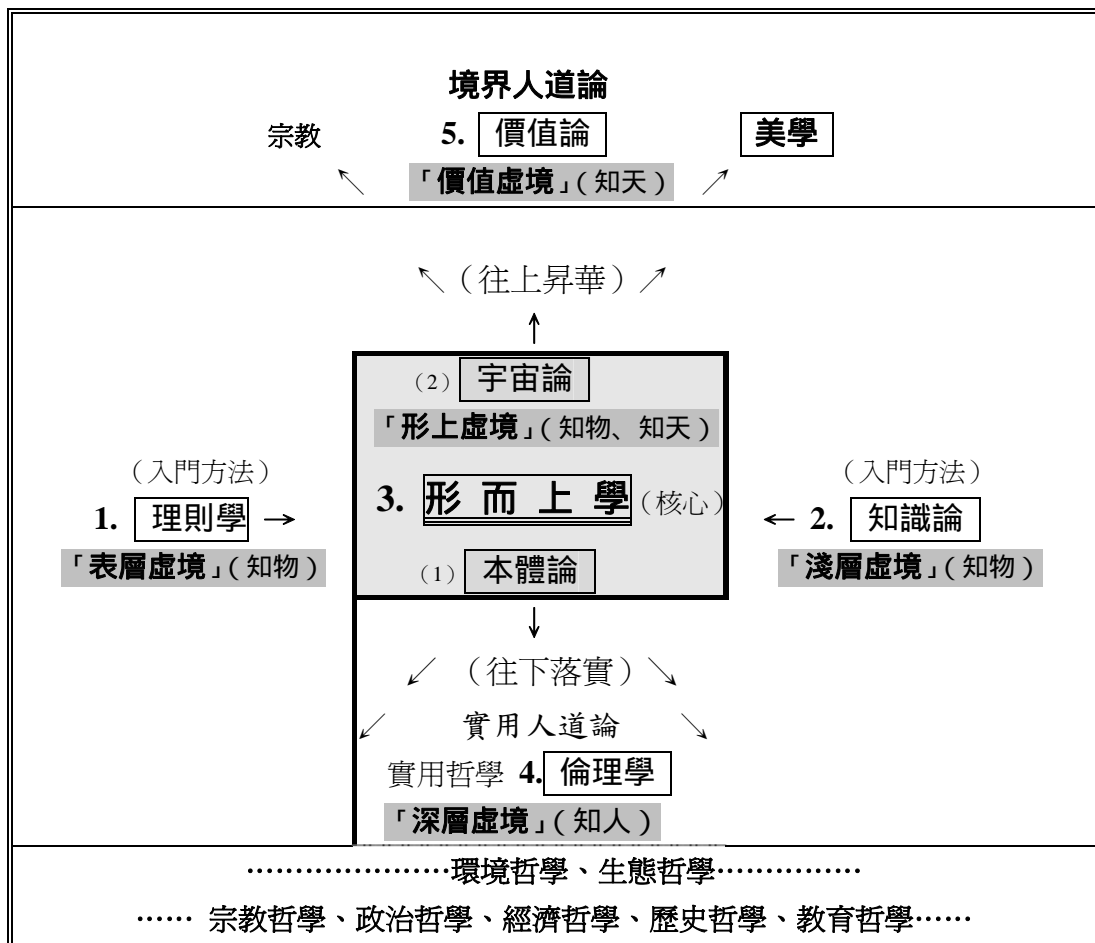 境界人道論
宗教 5. 價值論 美學
↖ 「價值虛境」（知天） ↗
↖（往上昇華）↗
↑
（2） 宇宙論
「形上虛境」（知物、知天）
（入門方法） （入門方法）
1. 理則學 → 3. 形而上學（核心） ← 2. 知識論
「表層虛境」（知物） （1） 本體論 「淺層虛境」（知物）
↓
↙ （往下落實） ↘
↙ 實用人道論 ↘
實用哲學 4. 倫理學
「深層虛境」（知人）
…………………環境哲學、生態哲學……………
…… 宗教哲學、政治哲學、經濟哲學、歷史哲學、教育哲學……